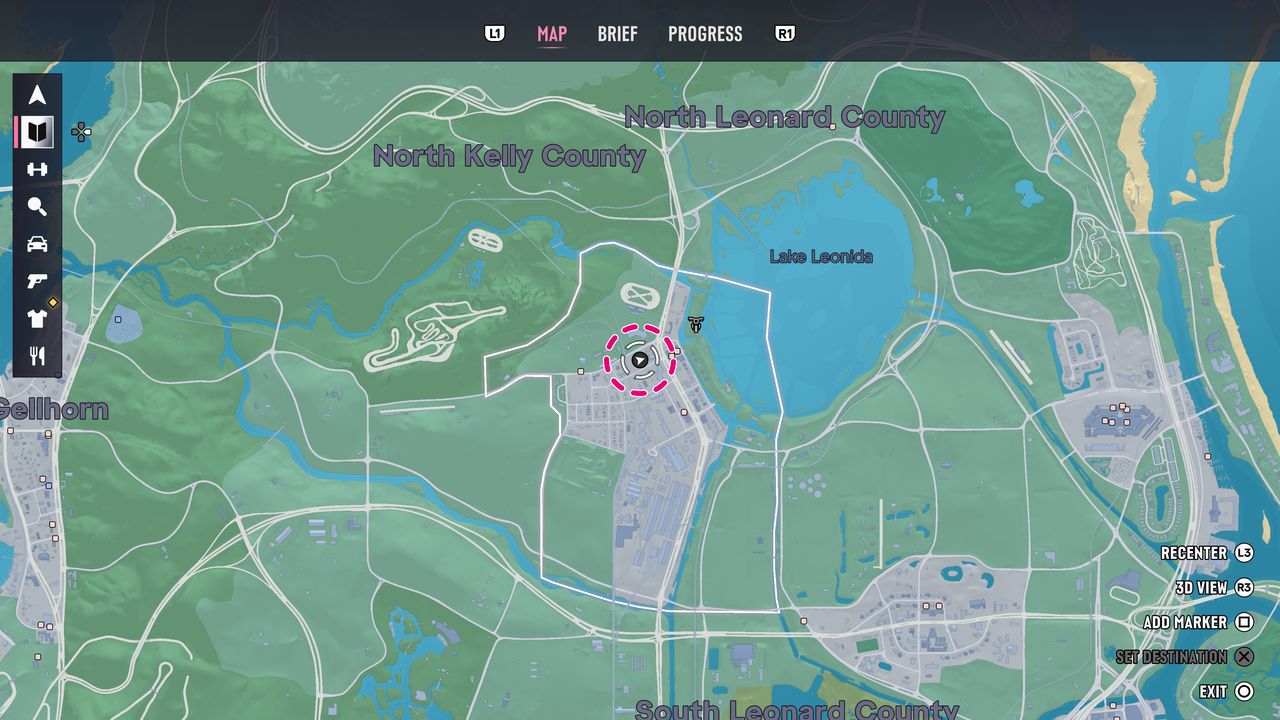 L1 MAP BRIEF PROGRESS R1
North Leonard County
North Kelly County
Lake Leonida
Gellhorn
RECENTER L3
3D VIEW R3
ADD MARKER
SET DESTINATION
EXIT
South Leonard County